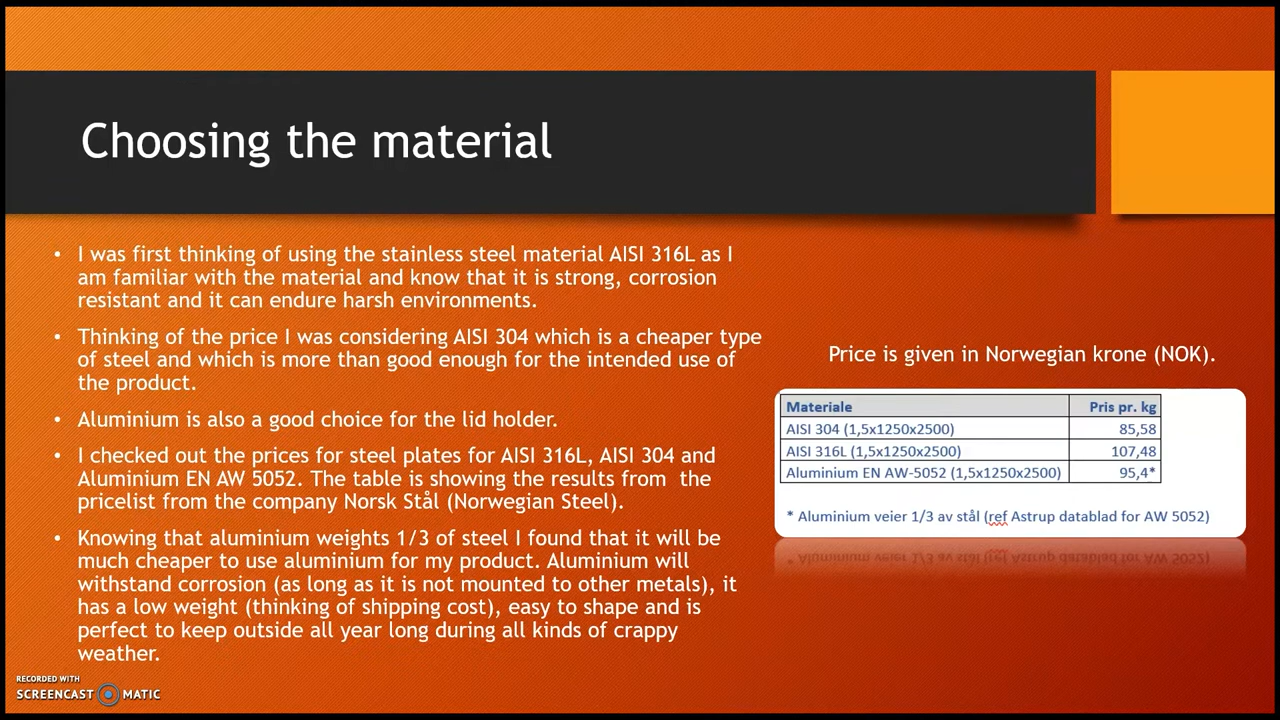 Choosing the material
• I was first thinking of using the stainless steel material AISI 316L as I
am familiar with the material and know that it is strong, corrosion
resistant and it can endure harsh environments.
• Thinking of the price I was considering AISI 304 which is a cheaper type
of steel and which is more than good enough for the intended use of
the product.
• Aluminium is also a good choice for the lid holder.
• I checked out the prices for steel plates for AISI 316L, AISI 304 and
Aluminium EN AW 5052. The table is showing the results from the
pricelist from the company Norsk Stål (Norwegian Steel).
• Knowing that aluminium weights 1/3 of steel I found that it will be
much cheaper to use aluminium for my product. Aluminium will
withstand corrosion (as long as it is not mounted to other metals), it
has a low weight (thinking of shipping cost), easy to shape and is
perfect to keep outside all year long during all kinds of crappy
weather.
Price is given in Norwegian krone (NOK).
Materiale Pris pr. kg
AISI 304 (1,5x1250x2500) 85,58
AISI 316L (1,5x1250x2500) 107,48
Aluminium EN AW-5052 (1,5x1250x2500) 95,4*
* Aluminium veier 1/3 av stål (ref Astrup datablad for AW 5052)
RECORDED WITH
SCREENCAST MATIC